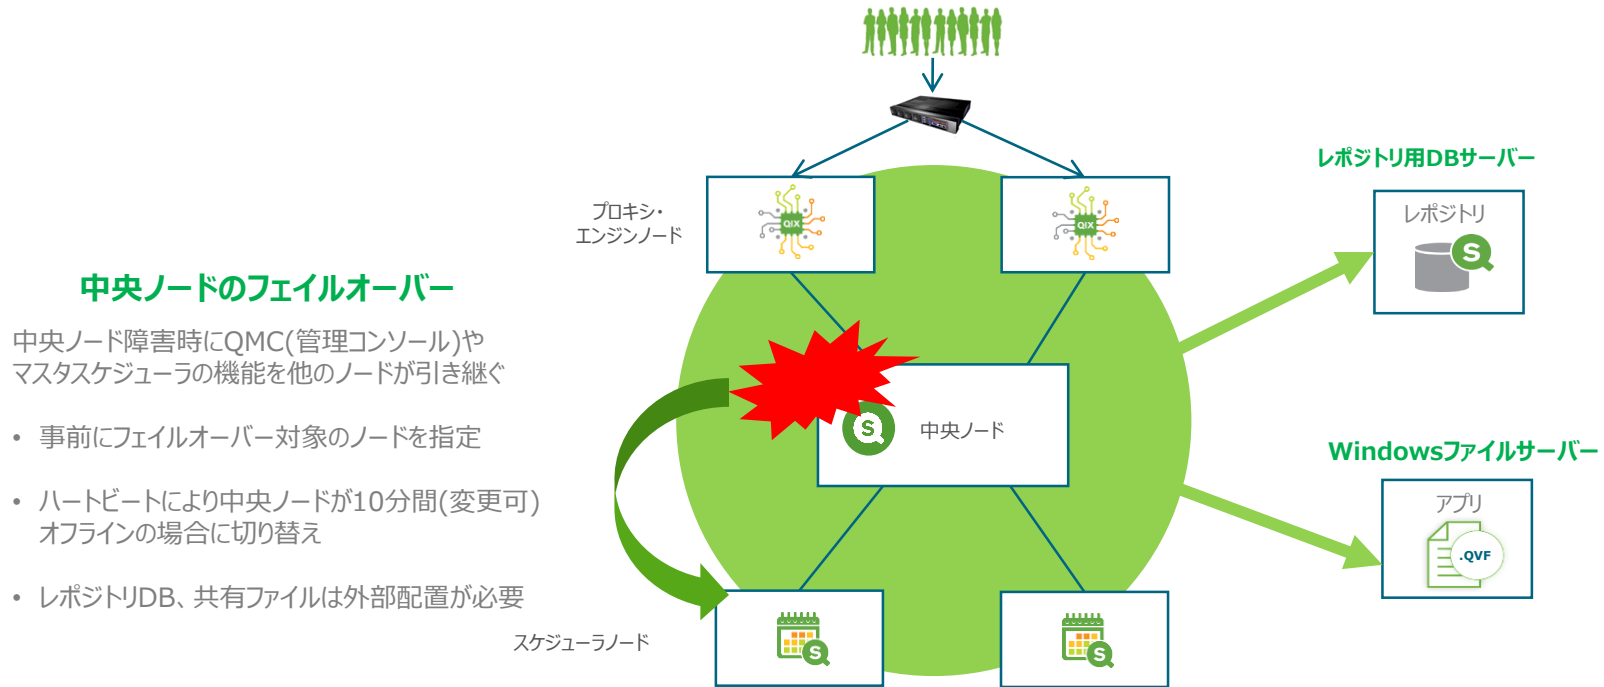 中央ノードのフェイルオーバー
中央ノード障害時にQMC(管理コンソール)や
マスタスケジューラの機能を他のノードが引き継ぐ
• 事前にフェイルオーバー対象のノードを指定
• ハートビートにより中央ノードが10分間(変更可)
オフラインの場合に切り替え
• レポジトリDB、共有ファイルは外部配置が必要
プロキシ・
エンジンノード
QIX
QIX
S
中央ノード
スケジューラノード
S
S
レポジトリ用DBサーバー
レポジトリ
S
Windowsファイルサーバー
アプリ
.QVF